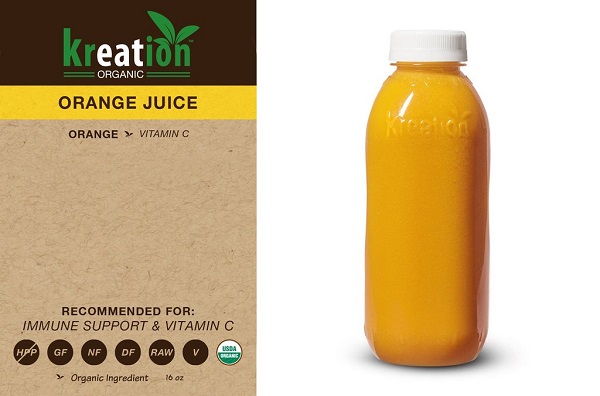 kreation™
ORGANIC
ORANGE JUICE
ORANGE VITAMIN C
RECOMMENDED FOR:
IMMUNE SUPPORT & VITAMIN C
HPP GF NF DF RAW V USDA ORGANIC
Organic Ingredient 16 oz
kreation